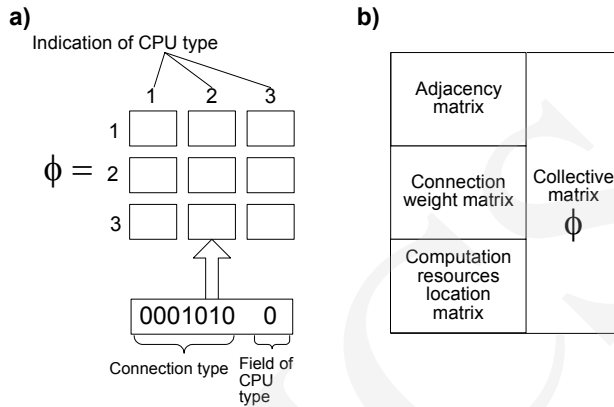 a)
Indication of CPU type
1 2 3
1
ϕ = 2
3
0001010 0
Connection type
Field of
CPU
type
b)
Adjacency
matrix
Connection
weight matrix
Computation
resources
location
matrix
Collective
matrix
ϕ